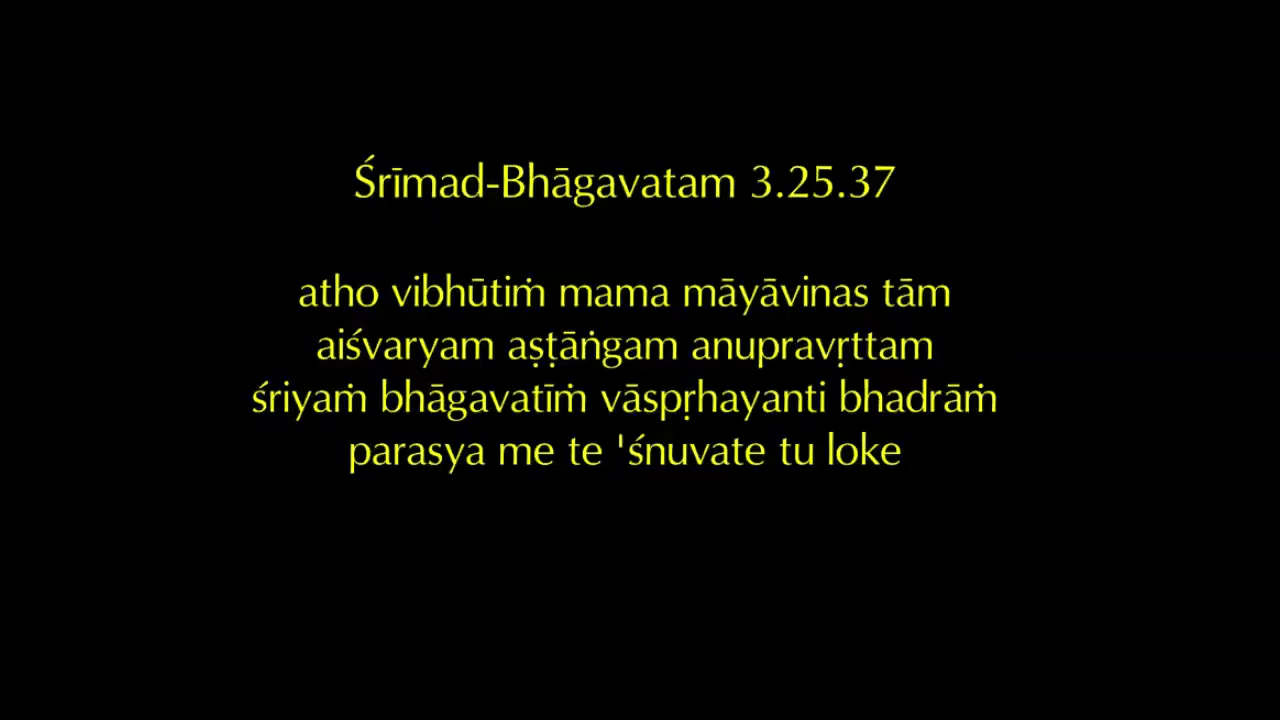 Śrīmad-Bhāgavatam 3.25.37
atho vibhūtiṁ mama māyāvinas tām
aiśvaryam aṣṭāṅgam anupravṛttam
śriyaṁ bhāgavatīṁ vāspṛhayanti bhadrāṁ
parasya me te 'śnuvate tu loke